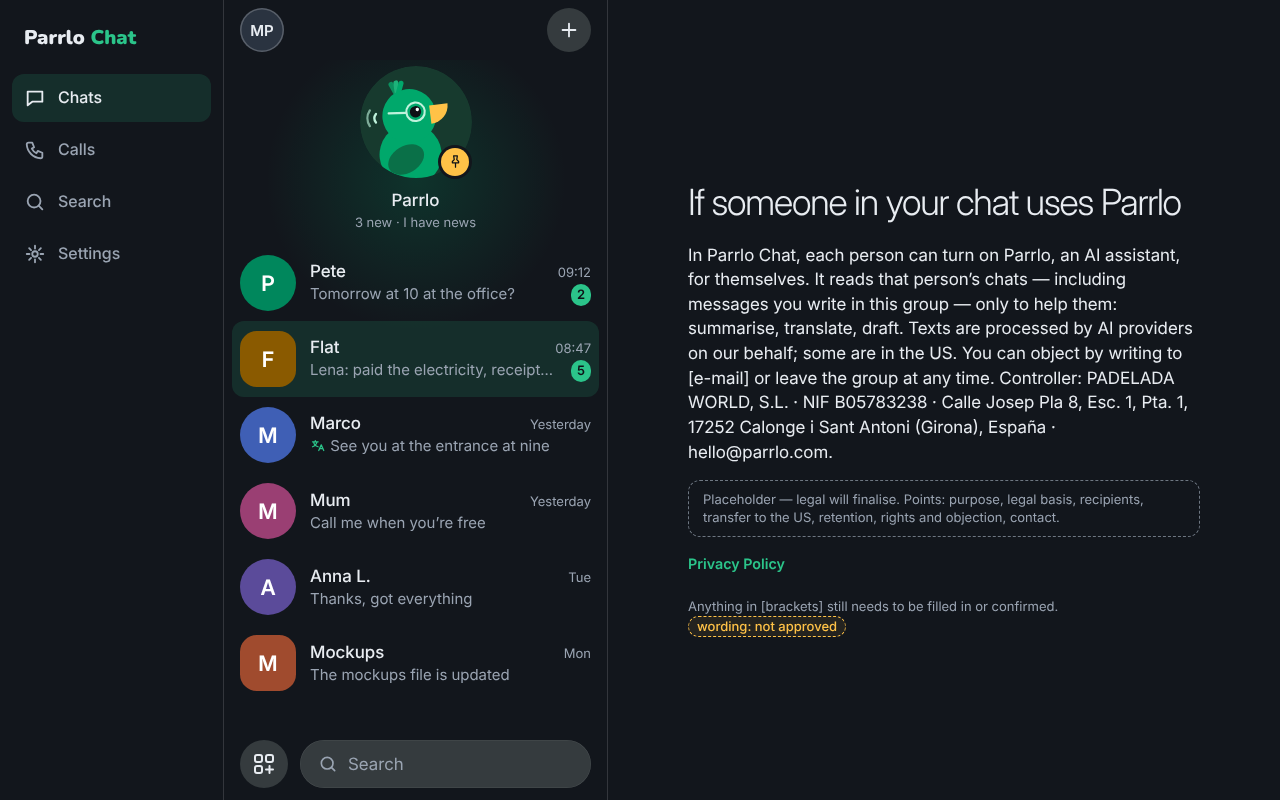 Parrlo Chat
Chats
Calls
Search
Settings
MP
Parrlo
3 new · I have news
P
Pete
09:12
Tomorrow at 10 at the office?
2
F
Flat
08:47
Lena: paid the electricity, receipt…
5
M
Marco
Yesterday
See you at the entrance at nine
M
Mum
Yesterday
Call me when you’re free
A
Anna L.
Tue
Thanks, got everything
M
Mockups
Mon
The mockups file is updated
Search
If someone in your chat uses Parrlo
In Parrlo Chat, each person can turn on Parrlo, an AI assistant,
for themselves. It reads that person’s chats — including
messages you write in this group — only to help them:
summarise, translate, draft. Texts are processed by AI providers
on our behalf; some are in the US. You can object by writing to
[e-mail] or leave the group at any time. Controller: PADELADA
WORLD, S.L. · NIF B05783238 · Calle Josep Pla 8, Esc. 1, Pta. 1,
17252 Calonge i Sant Antoni (Girona), España ·
hello@parrlo.com.
Placeholder — legal will finalise. Points: purpose, legal basis, recipients,
transfer to the US, retention, rights and objection, contact.
Privacy Policy
Anything in [brackets] still needs to be filled in or confirmed.
wording: not approved